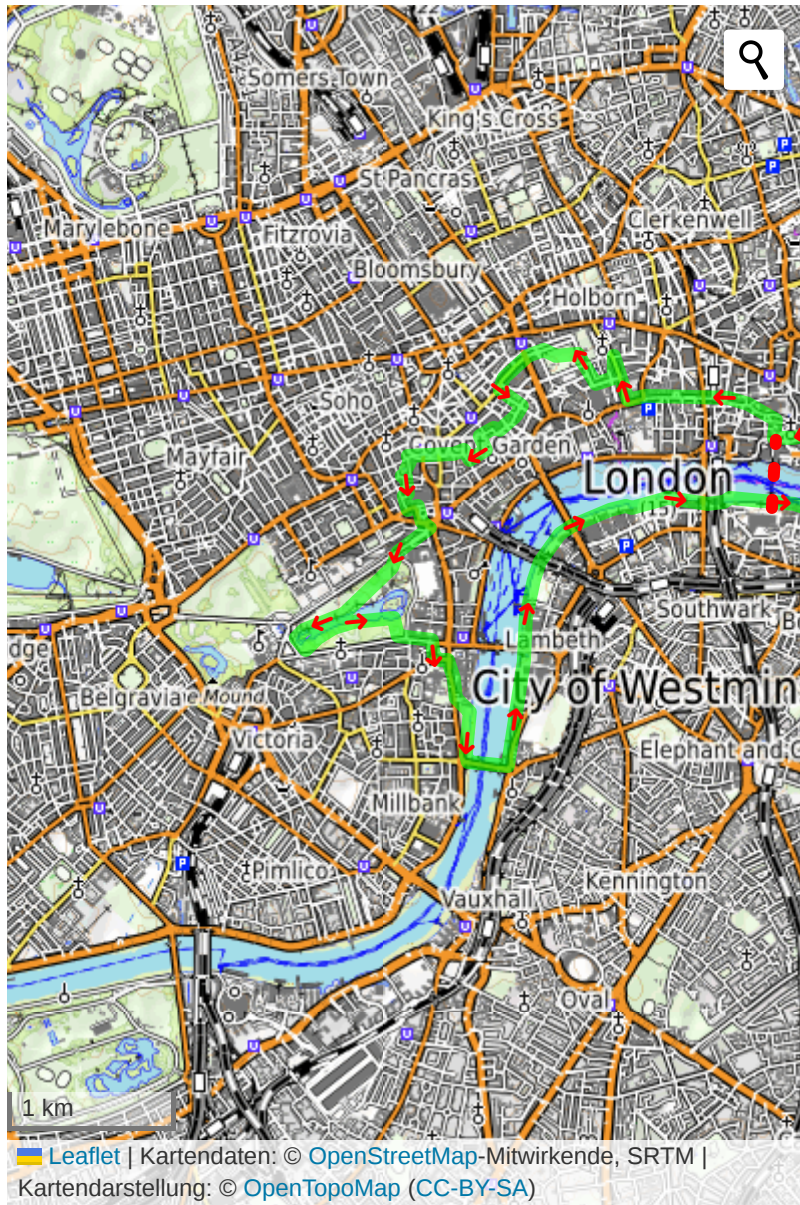 Somers Town
King's Cross
St Pancras
Clerkenwell
Marylebone
Fitzrovia
Bloomsbury
Holborn
Soho
Covent Garden
Mayfair
London
Southwark
Lambeth
dge
City of Westmin
Belgravia
e Mound
Victoria
Elephant and C
Millbank
Pimlico
Kennington
Vauxhall
Oval
1 km
Leaflet | Kartendaten: © OpenStreetMap-Mitwirkende, SRTM |
Kartendarstellung: © OpenTopoMap (CC-BY-SA)